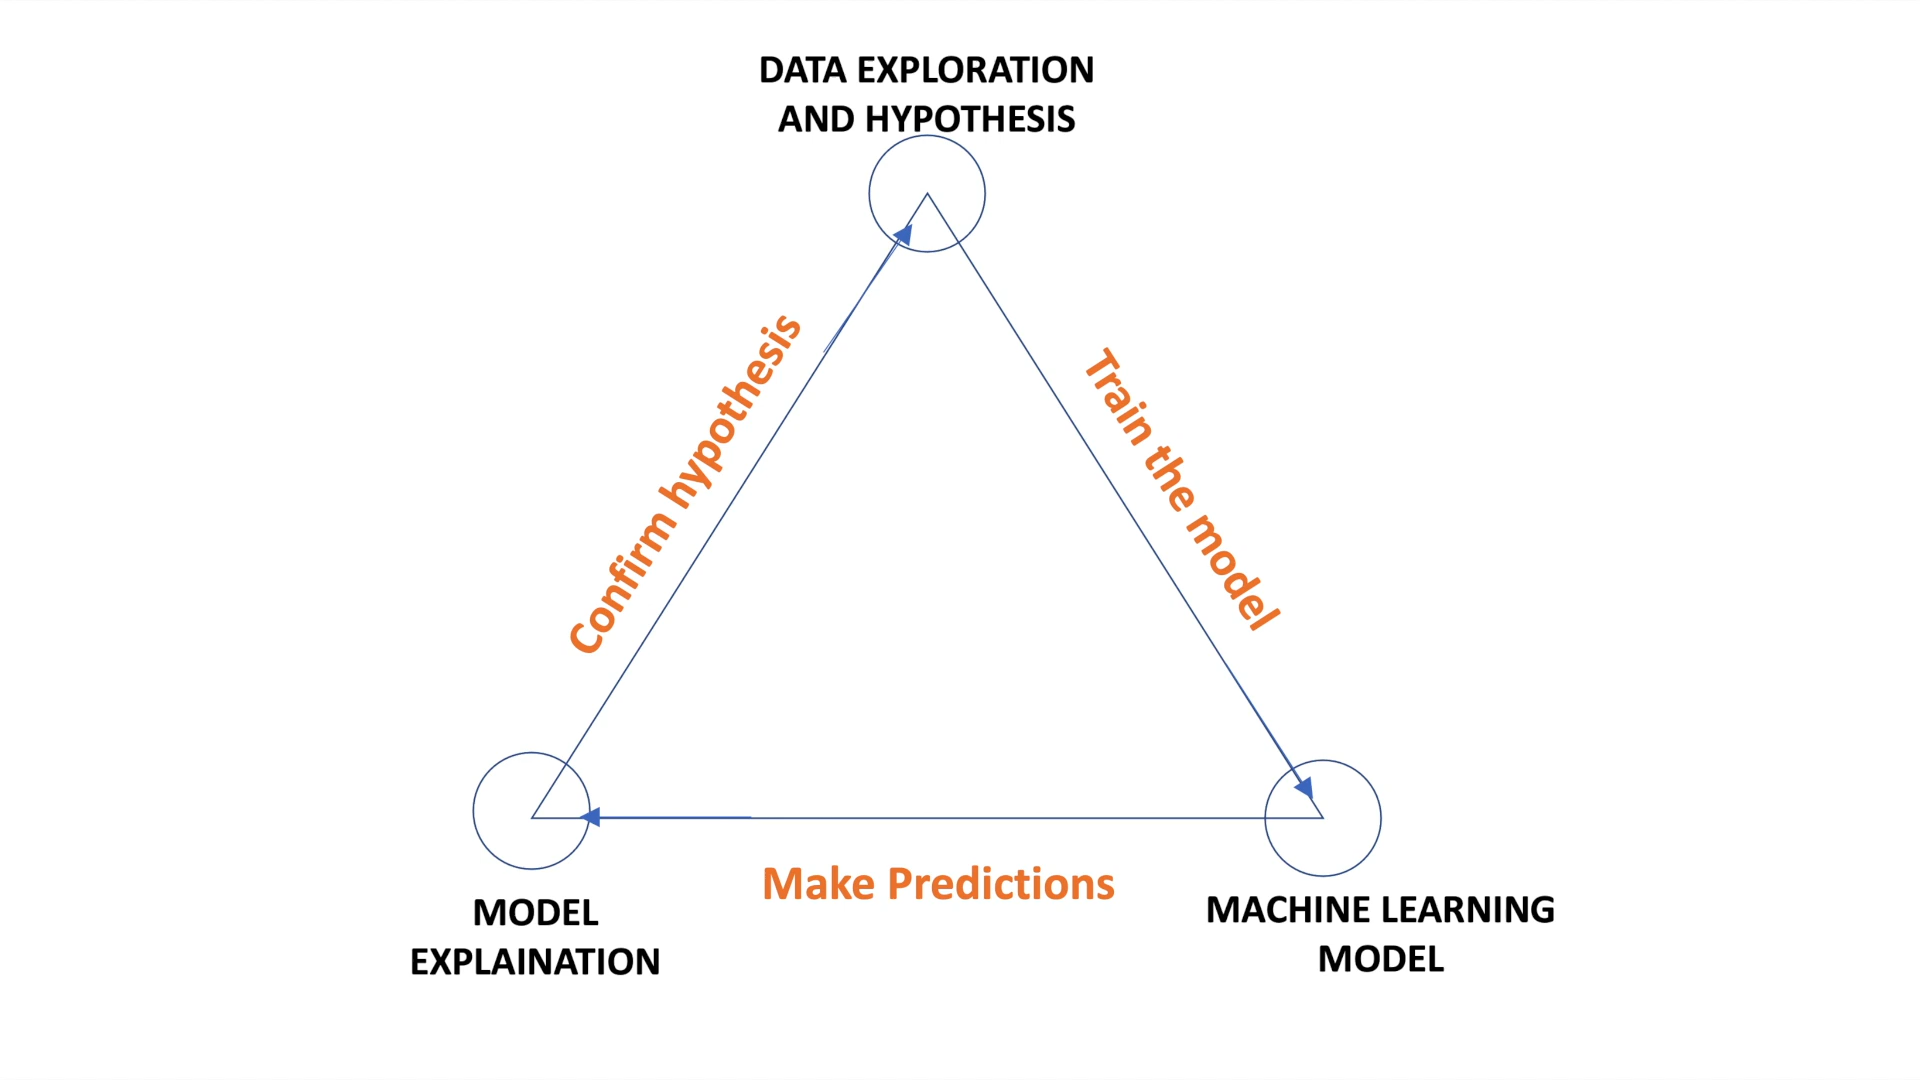 DATA EXPLORATION
AND HYPOTHESIS
Confirm hypothesis
Train the model
Make Predictions
MODEL
EXPLAINATION
MACHINE LEARNING
MODEL